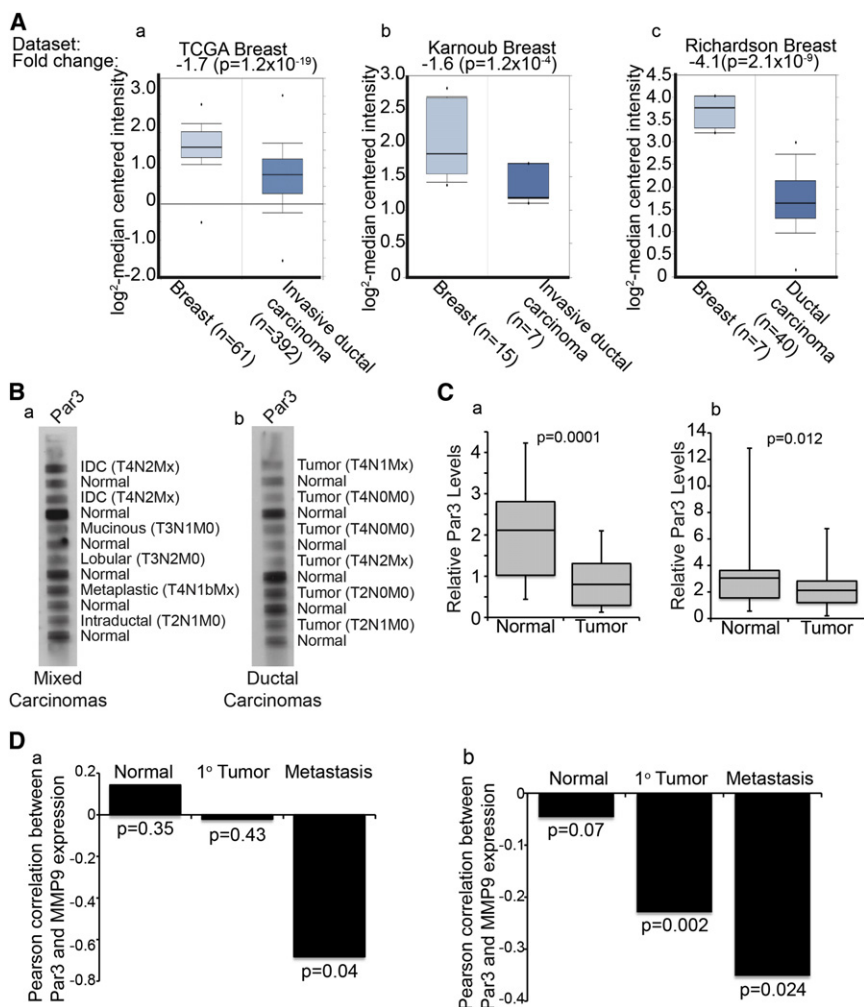 A
Dataset:
Fold change:
a
TCGA Breast
-1.7 (p=1.2x10-19)
log2-median centered intensity
3.0
2.0
1.0
0
-1.0
-2.0
Breast (n=61)
Invasive ductal
carcinoma
(n=392)
b
Karnoub Breast
-1.6 (p=1.2x10-4)
log2-median centered intensity
3.0
2.5
2.0
1.5
1.0
0.5
0
Breast (n=15)
Invasive ductal
carcinoma
(n=7)
c
Richardson Breast
-4.1(p=2.1x10-9)
log2-median centered intensity
4.5
4.0
3.5
3.0
2.5
2.0
1.5
1.0
0.5
0
Breast (n=7)
Ductal
carcinoma
(n=40)
B
a
Par3
IDC (T4N2Mx)
Normal
IDC (T4N2Mx)
Normal
Mucinous (T3N1M0)
Normal
Lobular (T3N2M0)
Normal
Metaplastic (T4N1bMx)
Normal
Intraductal (T2N1M0)
Normal
Mixed
Carcinomas
b
Par3
Tumor (T4N1Mx)
Normal
Tumor (T4N0M0)
Normal
Tumor (T4N0M0)
Normal
Tumor (T4N2Mx)
Normal
Tumor (T2N0M0)
Normal
Tumor (T2N1M0)
Normal
Ductal
Carcinomas
C
a
p=0.0001
Relative Par3 Levels
5
4
3
2
1
0
Normal
Tumor
b
p=0.012
Relative Par3 Levels
14
12
10
8
6
4
2
0
Normal
Tumor
D
a
Pearson correlation between
Par3 and MMP9 expression
0.2
0
-0.2
-0.4
-0.6
-0.8
Normal
1o Tumor
Metastasis
p=0.35
p=0.43
p=0.04
b
Pearson correlation between
Par3 and MMP9 expression
0
-0.1
-0.2
-0.3
-0.4
Normal
1o Tumor
Metastasis
p=0.07
p=0.002
p=0.024